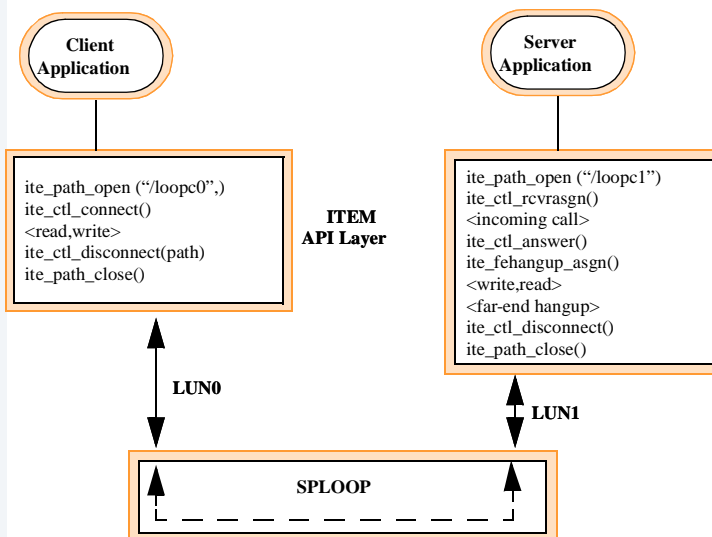 Client
Application
Server
Application
ite_path_open (“/loopc0”,)
ite_ctl_connect()
<read,write>
ite_ctl_disconnect(path)
ite_path_close()
ITEM
API Layer
ite_path_open (“/loopc1”)
ite_ctl_rcvrasgn()
<incoming call>
ite_ctl_answer()
ite_fehangup_asgn()
<write,read>
<far-end hangup>
ite_ctl_disconnect()
ite_path_close()
LUN0
LUN1
SPLOOP